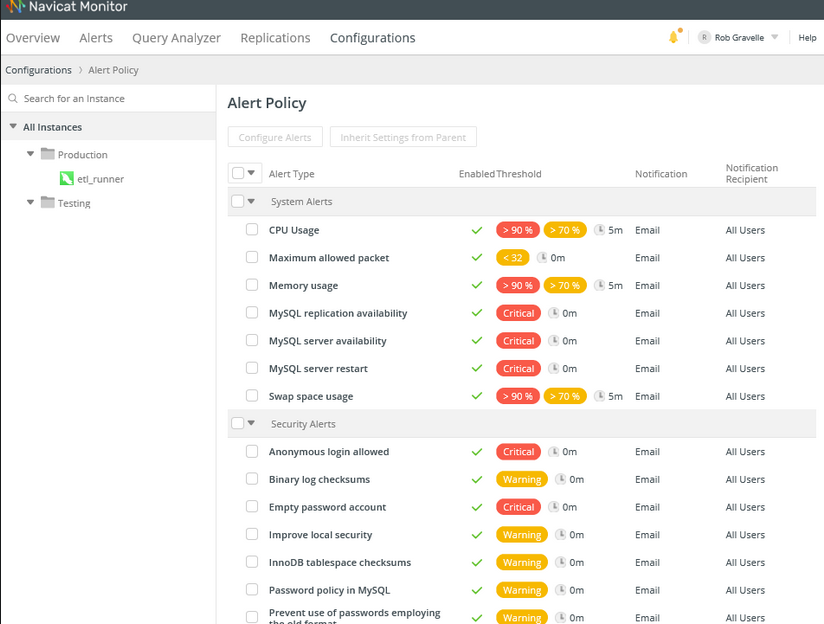 Navicat Monitor
Overview Alerts Query Analyzer Replications Configurations R Rob Gravelle Help
Configurations > Alert Policy
Search for an instance
All Instances
Production
etl_runner
Testing
Alert Policy
Configure Alerts Inherit Settings from Parent
Alert Type Enabled Threshold Notification Notification Recipient
System Alerts
CPU Usage > 90 % > 70 % 5m Email All Users
Maximum allowed packet < 32 0m Email All Users
Memory usage > 90 % > 70 % 5m Email All Users
MySQL replication availability Critical 0m Email All Users
MySQL server availability Critical 0m Email All Users
MySQL server restart Critical 0m Email All Users
Swap space usage > 90 % > 70 % 5m Email All Users
Security Alerts
Anonymous login allowed Critical 0m Email All Users
Binary log checksums Warning 0m Email All Users
Empty password account Critical 0m Email All Users
Improve local security Warning 0m Email All Users
InnoDB tablespace checksums Warning 0m Email All Users
Password policy in MySQL Warning 0m Email All Users
Prevent use of passwords employing Warning 0m Email All Users
the old format